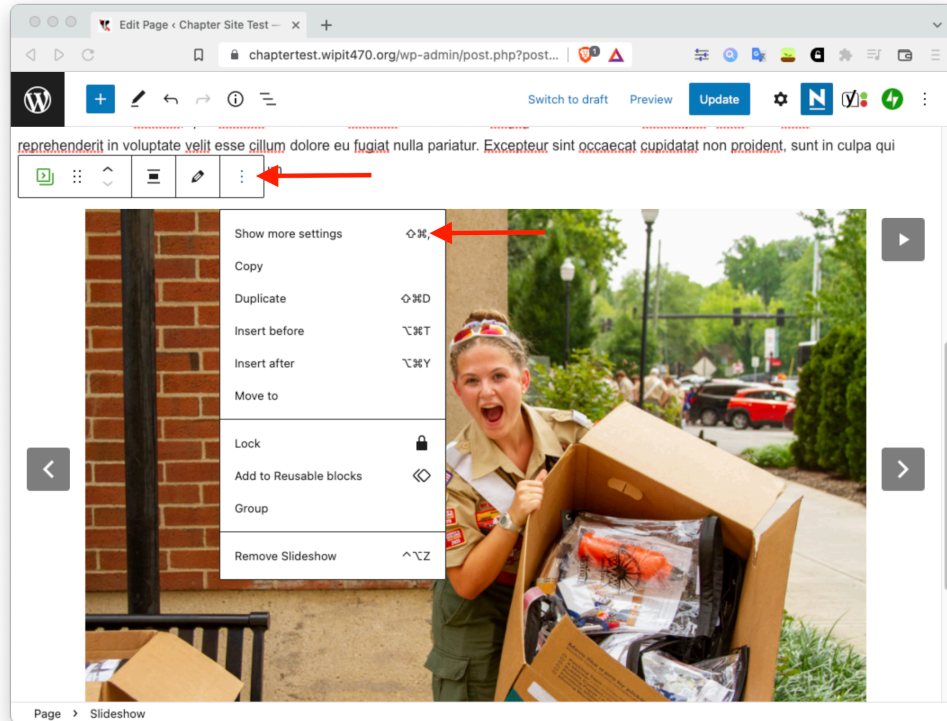 Edit Page ‹ Chapter Site Test —
chaptertest.wipit470.org/wp-admin/post.php?post...
1
Switch to draft
Preview
Update
reprehenderit in voluptate velit esse cillum dolore eu fugiat nulla pariatur. Excepteur sint occaecat cupidatat non proident, sunt in culpa qui
Show more settings ⇧⌘,
Copy
Duplicate ⇧⌘D
Insert before ⌥⌘T
Insert after ⌥⌘Y
Move to
Lock
Add to Reusable blocks
Group
Remove Slideshow ^⌥Z
Page › Slideshow